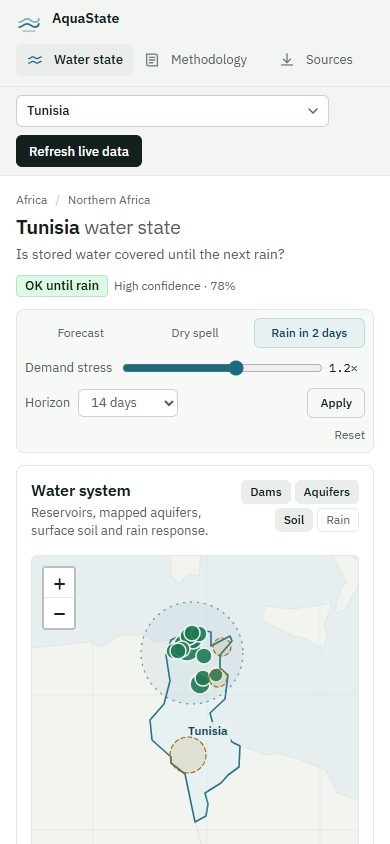 AquaState
Water state
Methodology
Sources
Tunisia
Refresh live data
Africa / Northern Africa
Tunisia water state
Is stored water covered until the next rain?
OK until rain High confidence · 78%
Forecast Dry spell Rain in 2 days
Demand stress 1.2×
Horizon 14 days Apply
Reset
Water system
Dams Aquifers
Reservoirs, mapped aquifers,
surface soil and rain response.
Soil Rain
+
−
Tunisia